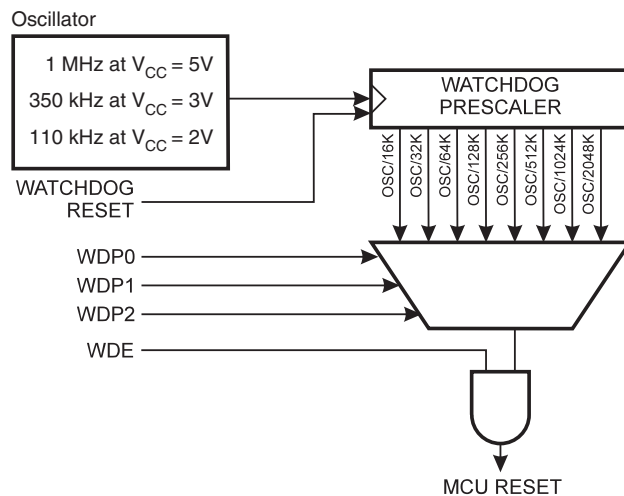 Oscillator
1 MHz at VCC = 5V
350 kHz at VCC = 3V
110 kHz at VCC = 2V
WATCHDOG
PRESCALER
OSC/16K
OSC/32K
OSC/64K
OSC/128K
OSC/256K
OSC/512K
OSC/1024K
OSC/2048K
WATCHDOG
RESET
WDP0
WDP1
WDP2
WDE
MCU RESET